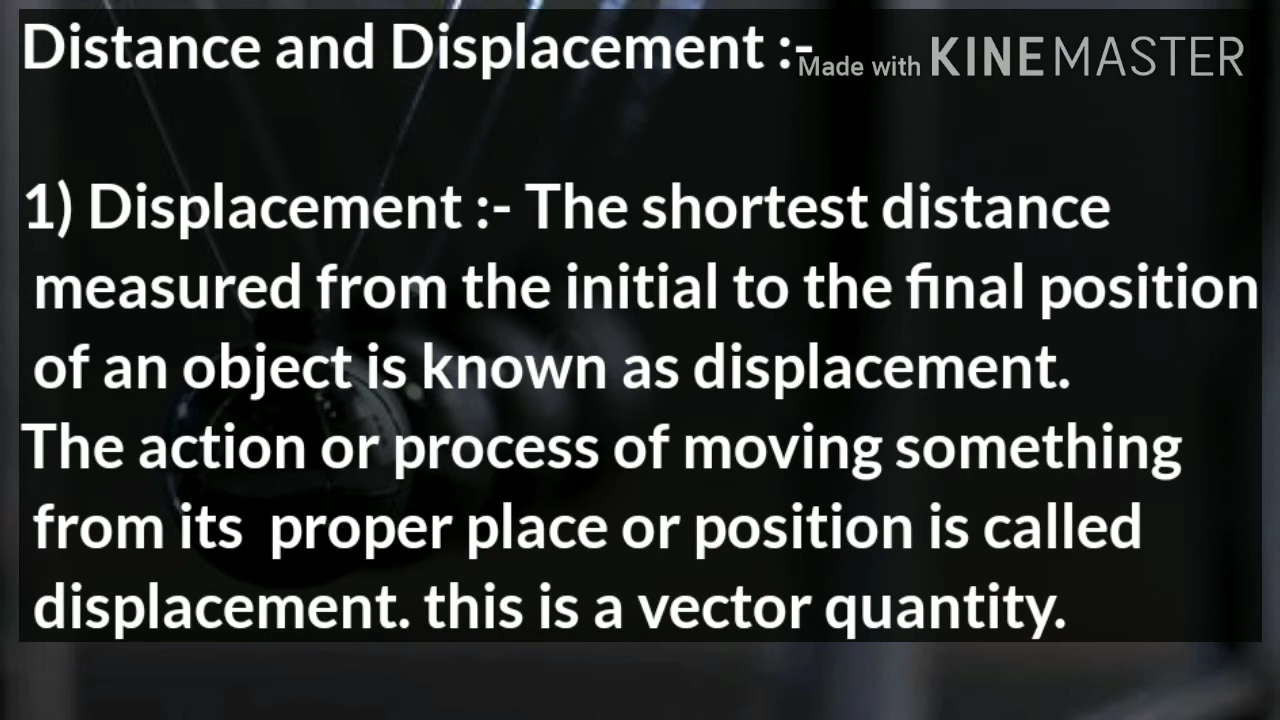 Distance and Displacement :-
Made with KINEMASTER
1) Displacement :- The shortest distance
measured from the initial to the final position
of an object is known as displacement.
The action or process of moving something
from its  proper place or position is called
displacement. this is a vector quantity.